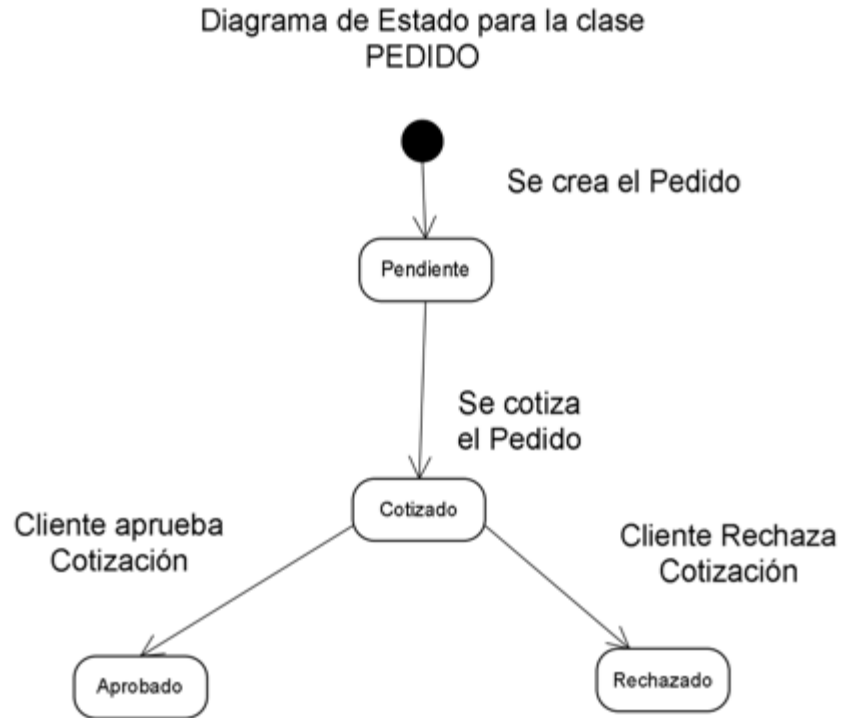 Diagrama de Estado para la clase
PEDIDO
Se crea el Pedido
Pendiente
Se cotiza
el Pedido
Cotizado
Cliente aprueba
Cotización
Cliente Rechaza
Cotización
Aprobado
Rechazado